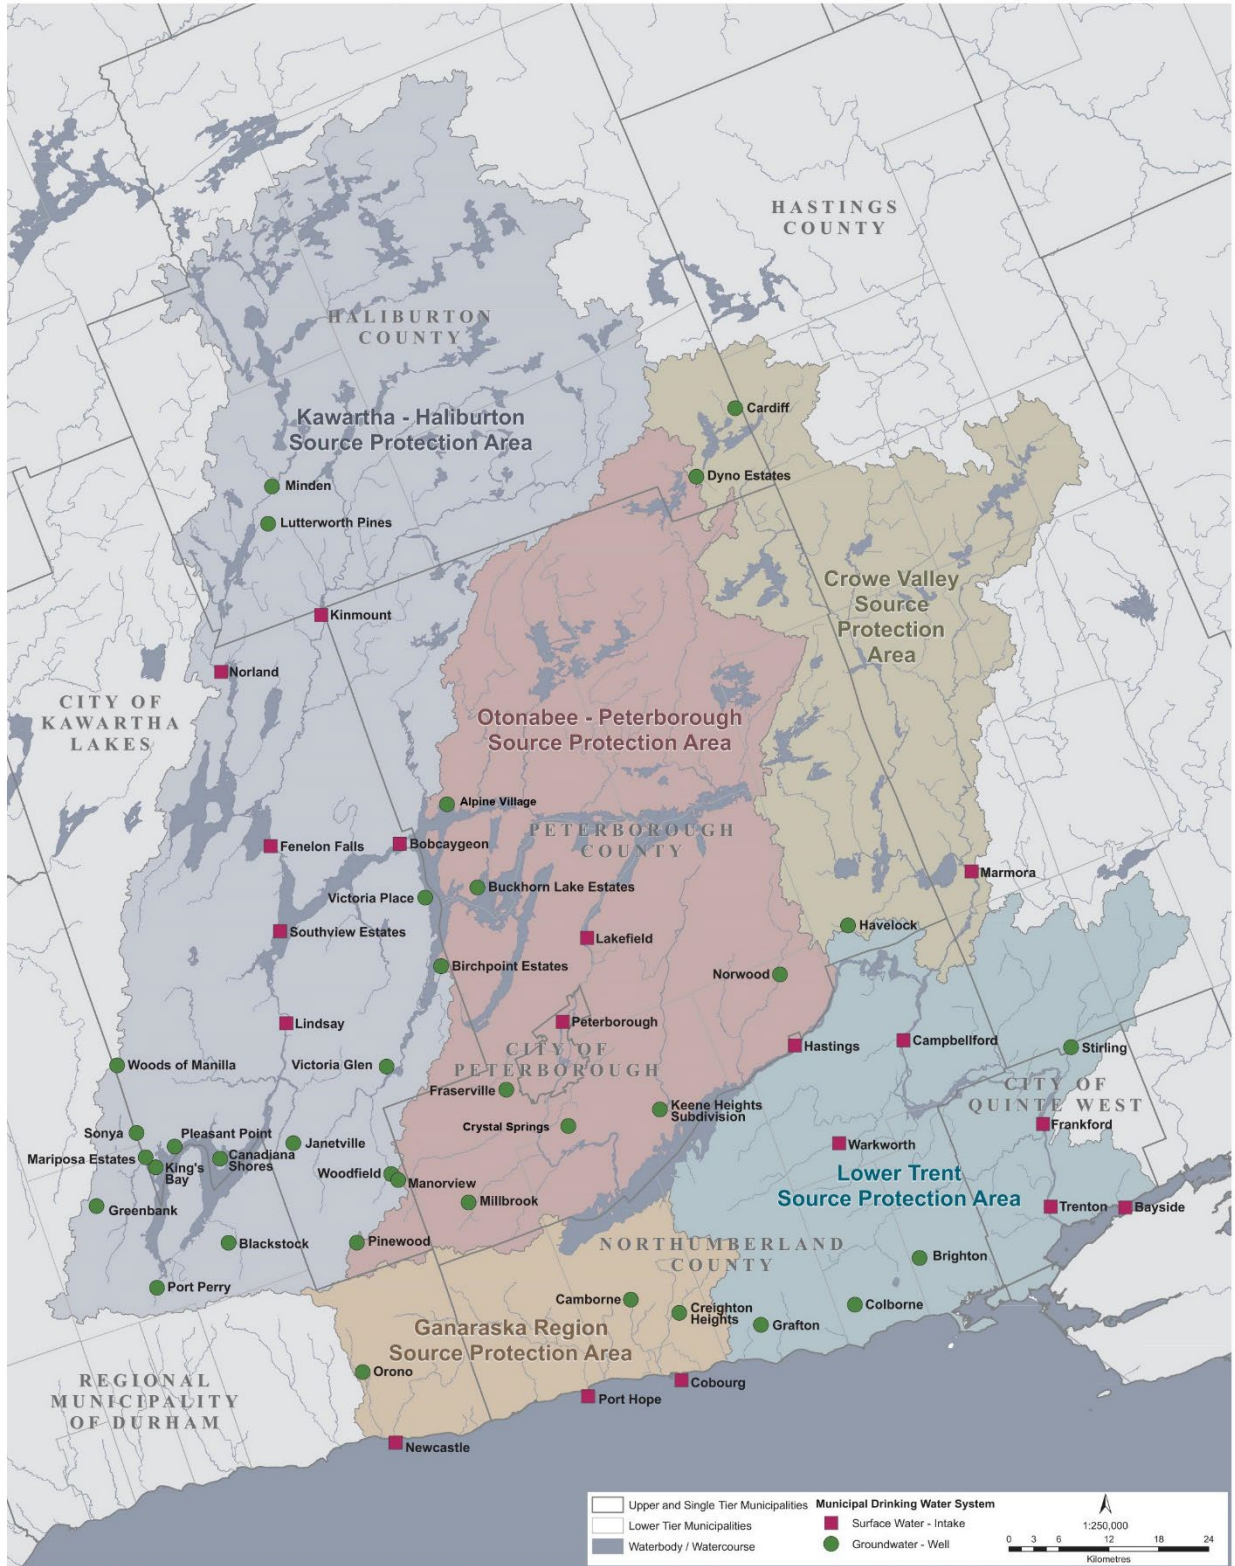 HASTINGS
COUNTY
HALIBURTON
COUNTY
Kawartha - Haliburton
Source Protection Area
Cardiff
Dyno Estates
Minden
Lutterworth Pines
Crowe Valley
Source
Protection
Area
Kinmount
Norland
CITY OF
KAWARTHA
LAKES
Otonabee - Peterborough
Source Protection Area
Alpine Village
PETERBOROUGH
COUNTY
Fenelon Falls
Bobcaygeon
Marmora
Buckhorn Lake Estates
Victoria Place
Havelock
Southview Estates
Lakefield
Birchpoint Estates
Norwood
Lindsay
Peterborough
Hastings
Campbellford
Stirling
CITY OF
PETERBOROUGH
Woods of Manilla
Victoria Glen
Fraserville
CITY OF
QUINTE WEST
Keene Heights
Subdivision
Crystal Springs
Frankford
Sonya
Pleasant Point
Janetville
Warkworth
Mariposa Estates
King's
Bay
Canadiana
Shores
Woodfield
Manorview
Lower Trent
Source Protection Area
Millbrook
Greenbank
Trenton
Bayside
Blackstock
Pinewood
NORTHUMBERLAND
COUNTY
Brighton
Port Perry
Camborne
Creighton
Heights
Colborne
Grafton
Ganaraska Region
Source Protection Area
Orono
REGIONAL
MUNICIPALITY
OF DURHAM
Cobourg
Port Hope
Newcastle
Upper and Single Tier Municipalities
Lower Tier Municipalities
Waterbody / Watercourse
Municipal Drinking Water System
Surface Water - Intake
Groundwater - Well
1:250,000
0 3 6 12 18 24
Kilometres